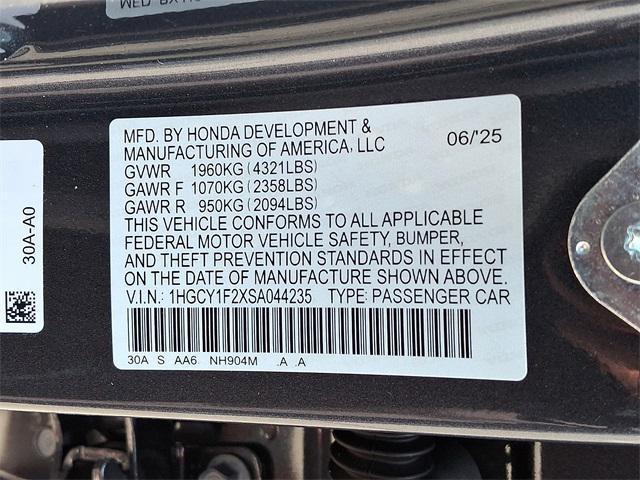 MFD. BY HONDA DEVELOPMENT &
MANUFACTURING OF AMERICA, LLC
06/'25
GVWR 1960KG (4321LBS)
GAWR F 1070KG (2358LBS)
GAWR R 950KG (2094LBS)
THIS VEHICLE CONFORMS TO ALL APPLICABLE
FEDERAL MOTOR VEHICLE SAFETY, BUMPER,
AND THEFT PREVENTION STANDARDS IN EFFECT
ON THE DATE OF MANUFACTURE SHOWN ABOVE.
V.I.N.: 1HGCY1F2XSA044235 TYPE: PASSENGER CAR
30A S AA6 NH904M .A .A
30A-A0